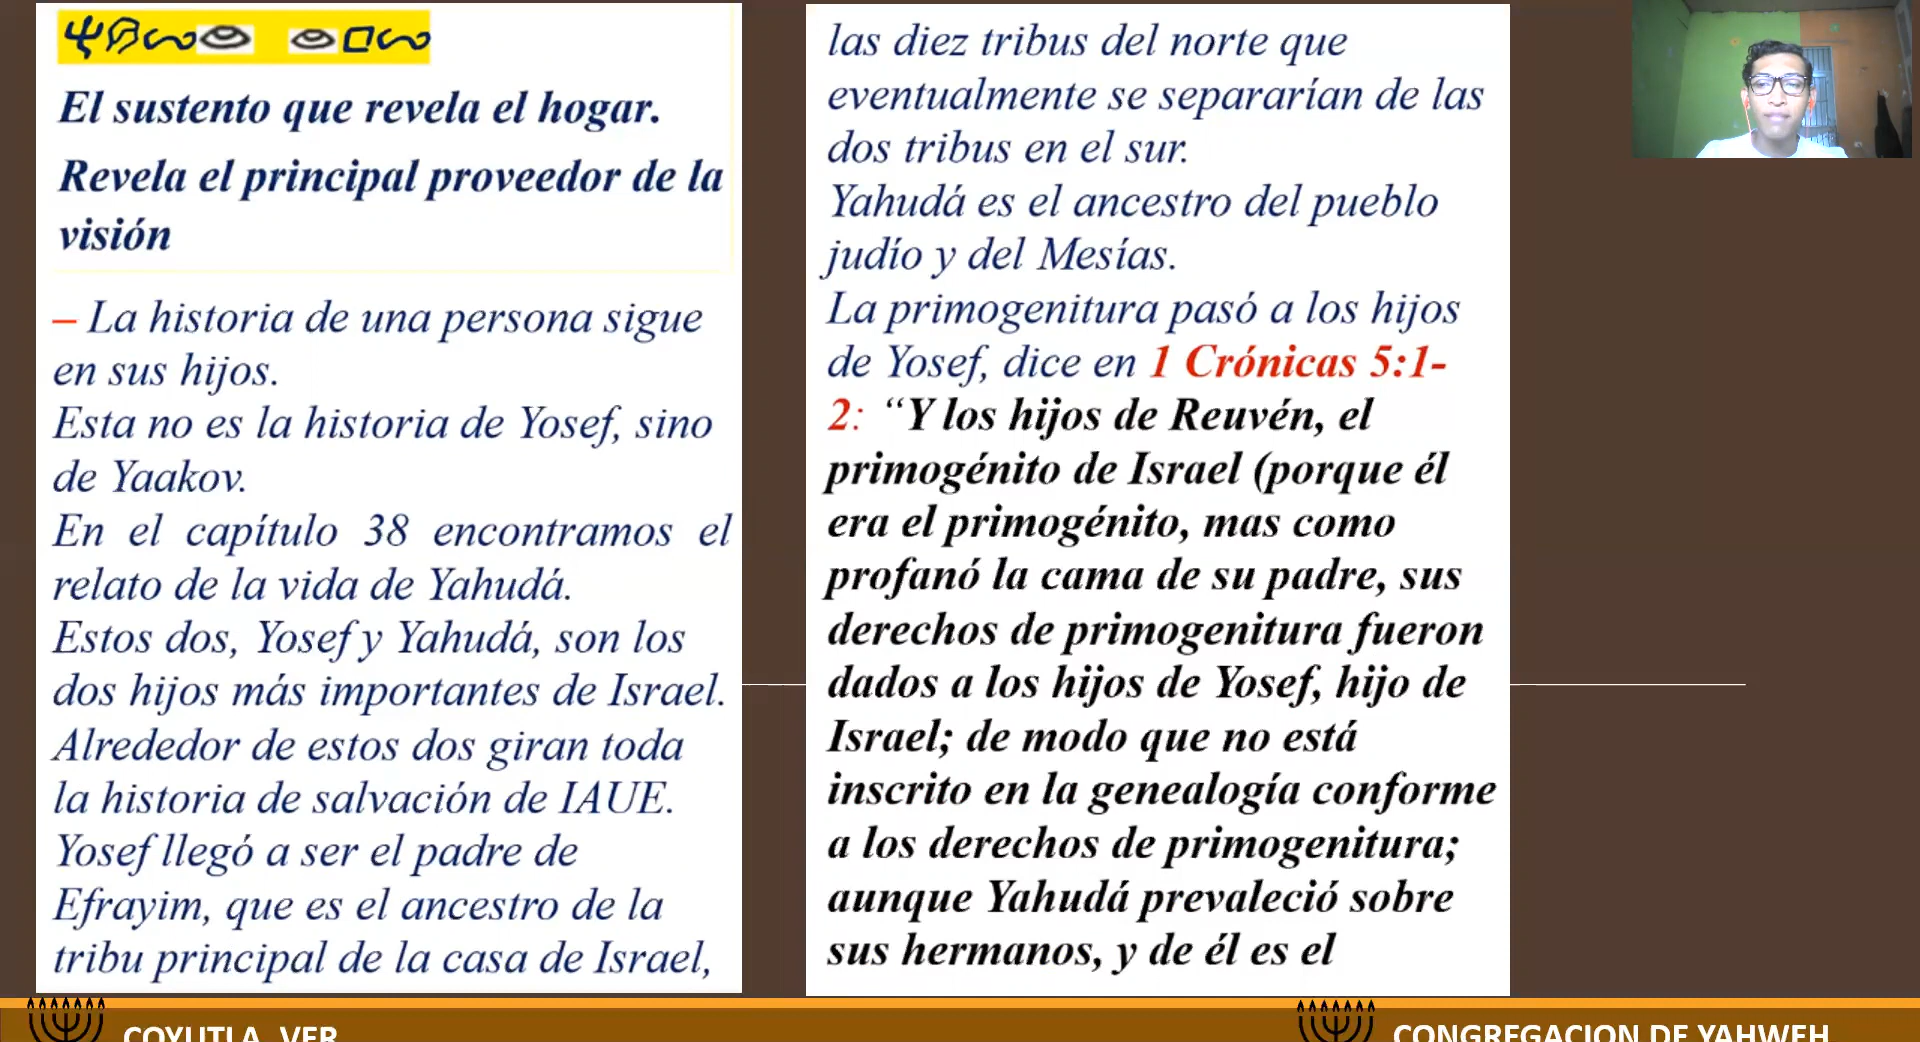 El sustento que revela el hogar.
Revela el principal proveedor de la
visión
– La historia de una persona sigue
en sus hijos.
Esta no es la historia de Yosef, sino
de Yaakov.
En el capítulo 38 encontramos el
relato de la vida de Yahudá.
Estos dos, Yosef y Yahudá, son los
dos hijos más importantes de Israel.
Alrededor de estos dos giran toda
la historia de salvación de IAUE.
Yosef llegó a ser el padre de
Efrayim, que es el ancestro de la
tribu principal de la casa de Israel,
las diez tribus del norte que
eventualmente se separarían de las
dos tribus en el sur.
Yahudá es el ancestro del pueblo
judío y del Mesías.
La primogenitura pasó a los hijos
de Yosef, dice en 1 Crónicas 5:1-
2: “Y los hijos de Reuvén, el
primogénito de Israel (porque él
era el primogénito, mas como
profanó la cama de su padre, sus
derechos de primogenitura fueron
dados a los hijos de Yosef, hijo de
Israel; de modo que no está
inscrito en la genealogía conforme
a los derechos de primogenitura;
aunque Yahudá prevaleció sobre
sus hermanos, y de él es el
COYUTLA, VER
CONGREGACION DE YAHWEH